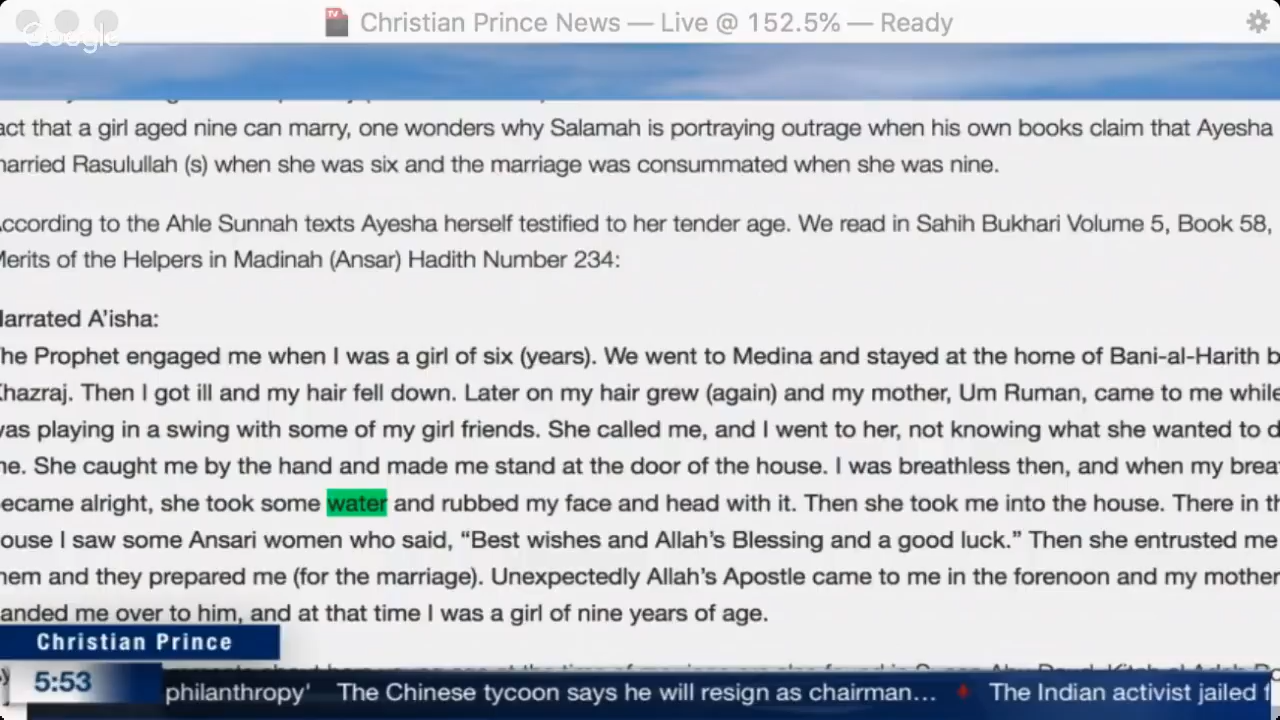 Google
Christian Prince News — Live @ 152.5% — Ready
act that a girl aged nine can marry, one wonders why Salamah is portraying outrage when his own books claim that Ayesha
arried Rasulullah (s) when she was six and the marriage was consummated when she was nine.
ccording to the Ahle Sunnah texts Ayesha herself testified to her tender age. We read in Sahih Bukhari Volume 5, Book 58,
Merits of the Helpers in Madinah (Ansar) Hadith Number 234:
arrated A'isha:
he Prophet engaged me when I was a girl of six (years). We went to Medina and stayed at the home of Bani-al-Harith b
Khazraj. Then I got ill and my hair fell down. Later on my hair grew (again) and my mother, Um Ruman, came to me while
was playing in a swing with some of my girl friends. She called me, and I went to her, not knowing what she wanted to d
me. She caught me by the hand and made me stand at the door of the house. I was breathless then, and when my brea
ecame alright, she took some water and rubbed my face and head with it. Then she took me into the house. There in th
ouse I saw some Ansari women who said, “Best wishes and Allah’s Blessing and a good luck.” Then she entrusted me
hem and they prepared me (for the marriage). Unexpectedly Allah’s Apostle came to me in the forenoon and my mother
anded me over to him, and at that time I was a girl of nine years of age.
Christian Prince
5:53
philanthropy' The Chinese tycoon says he will resign as chairman... The Indian activist jailed f